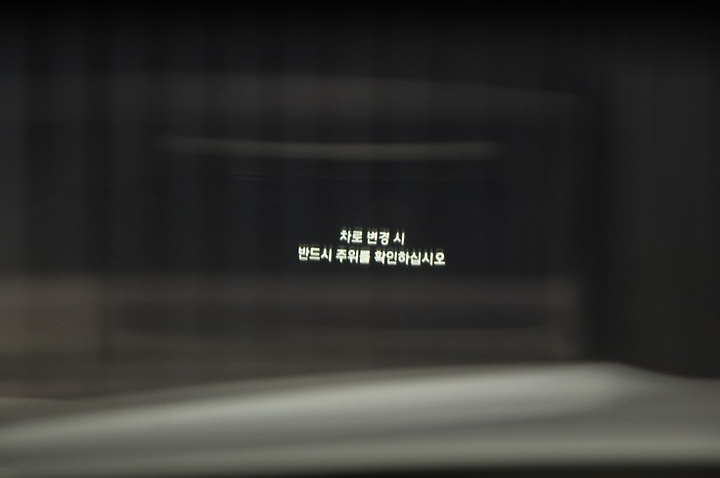 차로 변경 시
반드시 주위를 확인하십시오